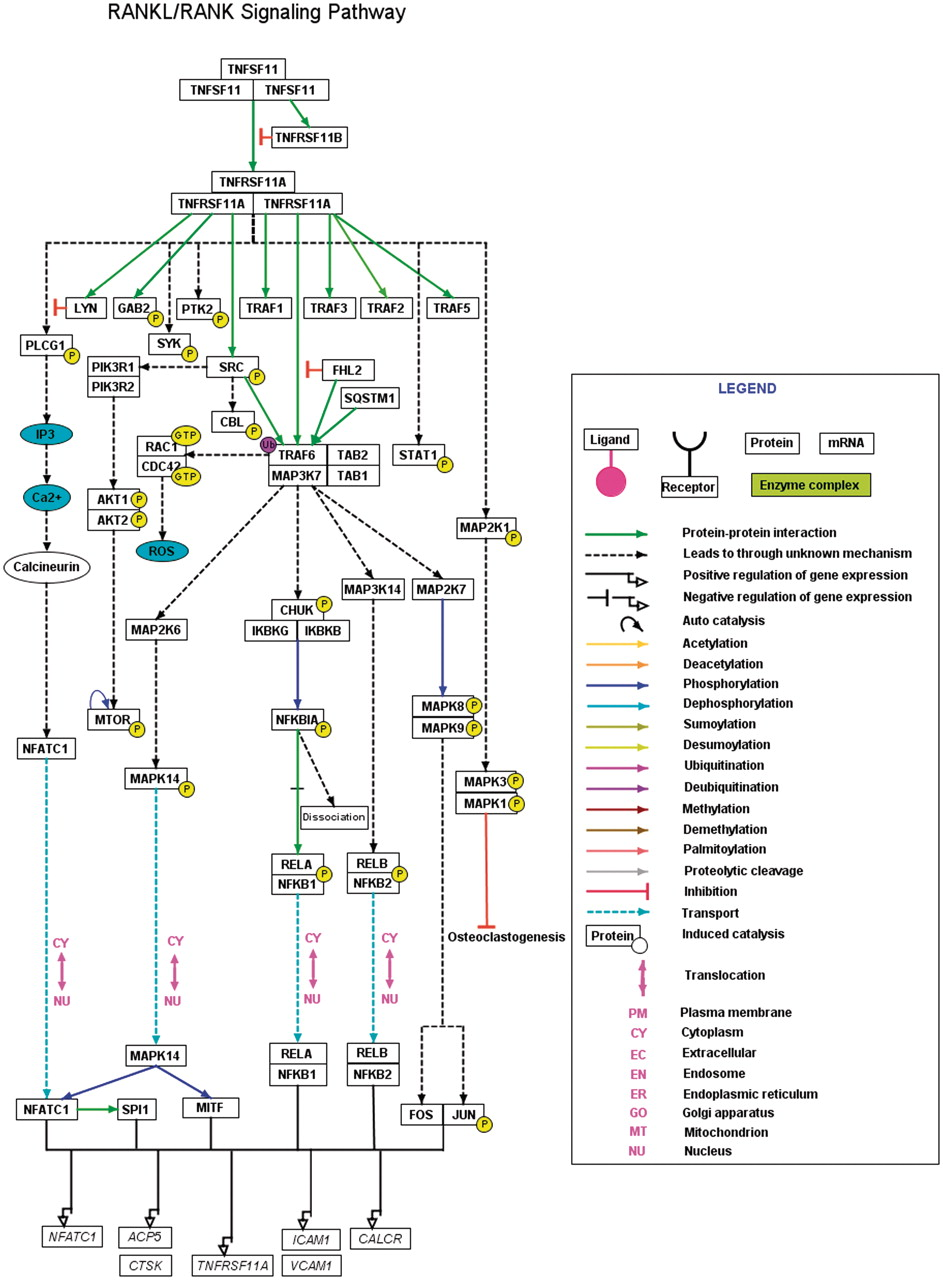 RANKL/RANK Signaling Pathway
TNFSF11
TNFSF11 TNFSF11
TNFRSF11B
TNFRSF11A
TNFRSF11A TNFRSF11A
LYN GAB2 P PTK2 P TRAF1 TRAF3 TRAF2 TRAF5
PLCG1 P SYK P
PIK3R1 SRC P FHL2
PIK3R2
SQSTM1
CBL P
IP3 RAC1 GTP Ub TRAF6 TAB2 STAT1 P
CDC42 GTP MAP3K7 TAB1
Ca2+ AKT1 P
AKT2 P
MAP2K1 P
ROS
Calcineurin
MAP3K14 MAP2K7
CHUK P
MAP2K6 IKBKG IKBKB
MAPK8 P
MTOR P NFKBIA P MAPK9 P
NFATC1
MAPK14 P MAPK3 P
MAPK1 P
Dissociation
RELA P RELB P
NFKB1 NFKB2
Osteoclastogenesis
CY CY CY CY
NU NU NU NU
MAPK14 RELA RELB
NFKB1 NFKB2
NFATC1 SPI1 MITF FOS JUN P
NFATC1 ACP5 ICAM1 CALCR
CTSK TNFRSF11A VCAM1
LEGEND
Ligand Protein mRNA
Receptor Enzyme complex
Protein-protein interaction
Leads to through unknown mechanism
Positive regulation of gene expression
Negative regulation of gene expression
Auto catalysis
Acetylation
Deacetylation
Phosphorylation
Dephosphorylation
Sumoylation
Desumoylation
Ubiquitination
Deubiquitination
Methylation
Demethylation
Palmitoylation
Proteolytic cleavage
Inhibition
Transport
Protein Induced catalysis
Translocation
PM Plasma membrane
CY Cytoplasm
EC Extracellular
EN Endosome
ER Endoplasmic reticulum
GO Golgi apparatus
MT Mitochondrion
NU Nucleus